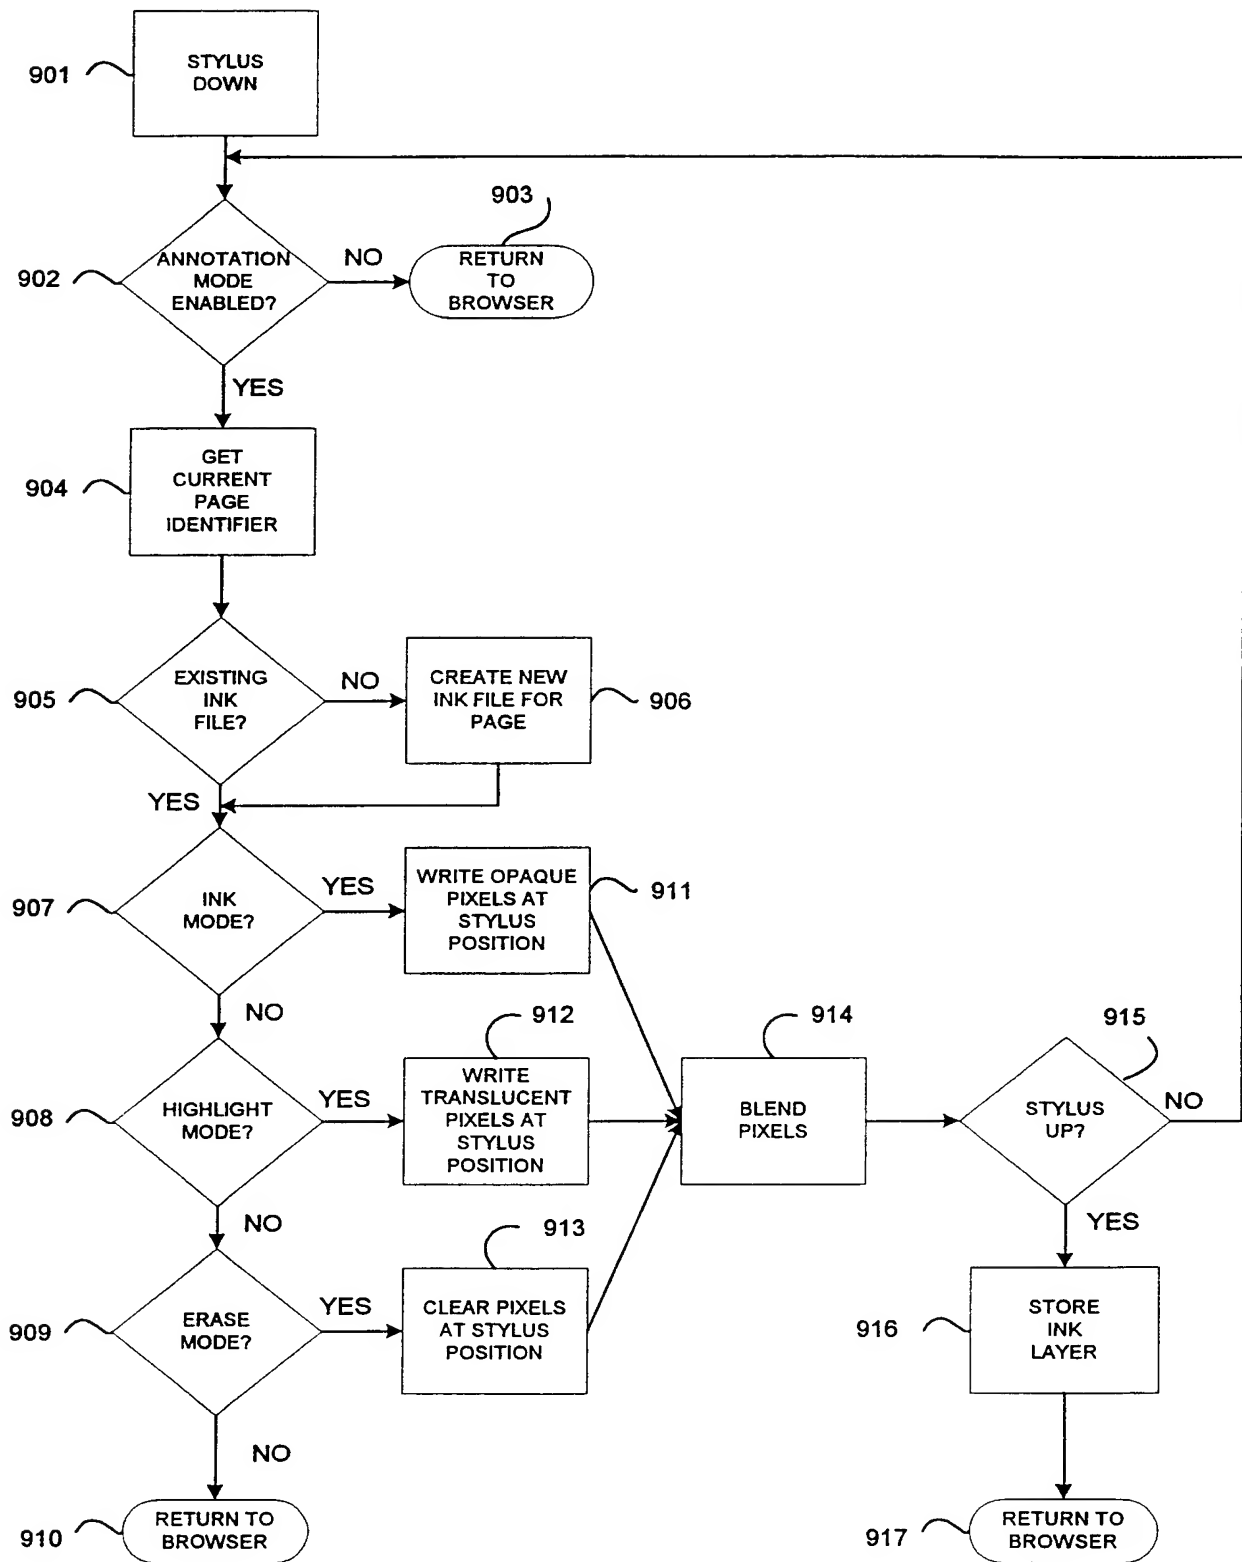 901
STYLUS
DOWN
903
902
ANNOTATION
MODE
ENABLED?
NO
RETURN
TO
BROWSER
YES
904
GET
CURRENT
PAGE
IDENTIFIER
905
EXISTING
INK
FILE?
NO
CREATE NEW
INK FILE FOR
PAGE
906
YES
907
INK
MODE?
YES
WRITE OPAQUE
PIXELS AT
STYLUS
POSITION
911
NO
912
914
915
908
HIGHLIGHT
MODE?
YES
WRITE
TRANSLUCENT
PIXELS AT
STYLUS
POSITION
BLEND
PIXELS
STYLUS
UP?
NO
NO
913
YES
909
ERASE
MODE?
YES
CLEAR PIXELS
AT STYLUS
POSITION
916
STORE
INK
LAYER
NO
910
RETURN TO
BROWSER
917
RETURN TO
BROWSER